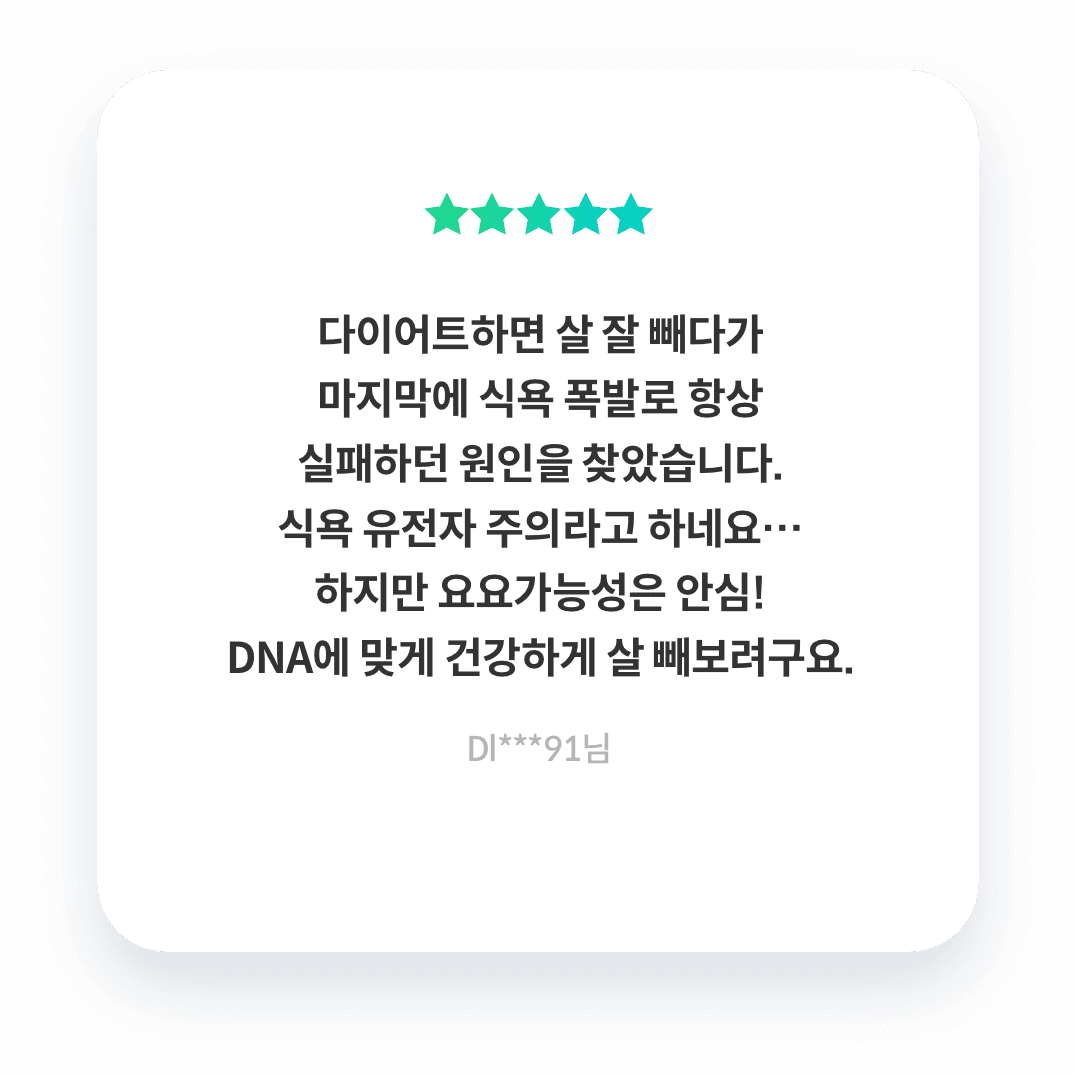 다이어트하면 살 잘 빼다가
마지막에 식욕 폭발로 항상
실패하던 원인을 찾았습니다.
식욕 유전자 주의라고 하네요…
하지만 요요가능성은 안심!
DNA에 맞게 건강하게 살 빼보려구요.
Dl***91님